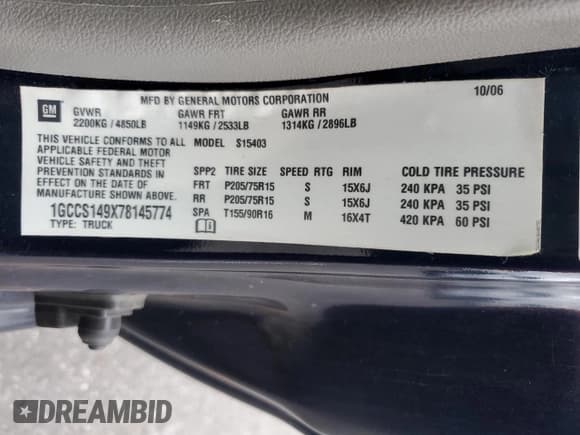 MFD BY GENERAL MOTORS CORPORATION 10/06
GM
GVWR GAWR FRT GAWR RR
2200KG / 4850LB 1149KG / 2533LB 1314KG / 2896LB
THIS VEHICLE CONFORMS TO ALL MODEL S15403
APPLICABLE FEDERAL MOTOR
VEHICLE SAFETY AND THEFT
PREVENTION STANDARDS IN
EFFECT ON THE DATE OF
MANUFACTURE SHOWN ABOVE.
1GCCS149X78145774
TYPE: TRUCK
SPP2 TIRE SIZE SPEED RTG RIM COLD TIRE PRESSURE
FRT P205/75R15 S 15X6J 240 KPA 35 PSI
RR P205/75R15 S 15X6J 240 KPA 35 PSI
SPA T155/90R16 M 16X4T 420 KPA 60 PSI
DREAMBID